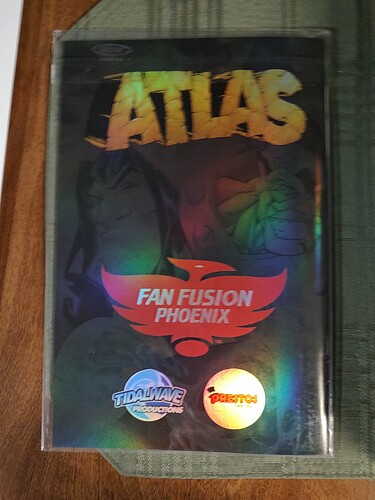 ATLAS
FAN FUSION
PHOENIX
TIDALWAVE
PRODUCTIONS